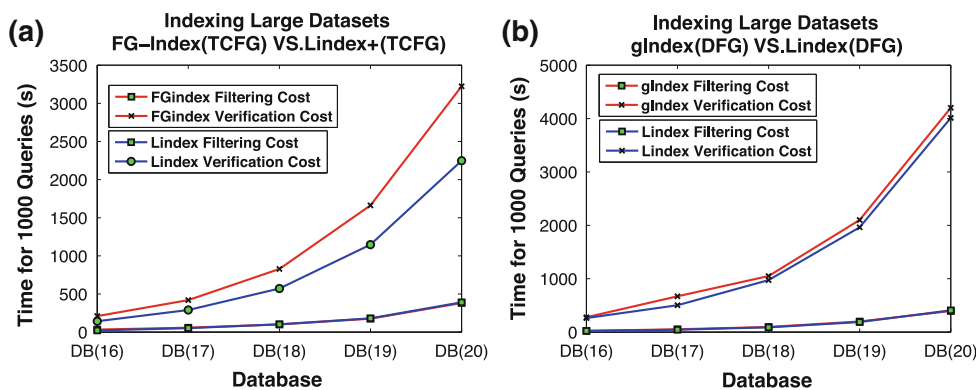 (a)
Indexing Large Datasets
FG-Index(TCFG) VS.Lindex+(TCFG)
Time for 1000 Queries (s)
3500
3000
2500
2000
1500
1000
500
0
FGindex Filtering Cost
FGindex Verification Cost
Lindex Filtering Cost
Lindex Verification Cost
DB(16) DB(17) DB(18) DB(19) DB(20)
Database
(b)
Indexing Large Datasets
gIndex(DFG) VS.Lindex(DFG)
Time for 1000 Queries (s)
5000
4000
3000
2000
1000
0
gIndex Filtering Cost
gIndex Verification Cost
Lindex Filtering Cost
Lindex Verification Cost
DB(16) DB(17) DB(18) DB(19) DB(20)
Database